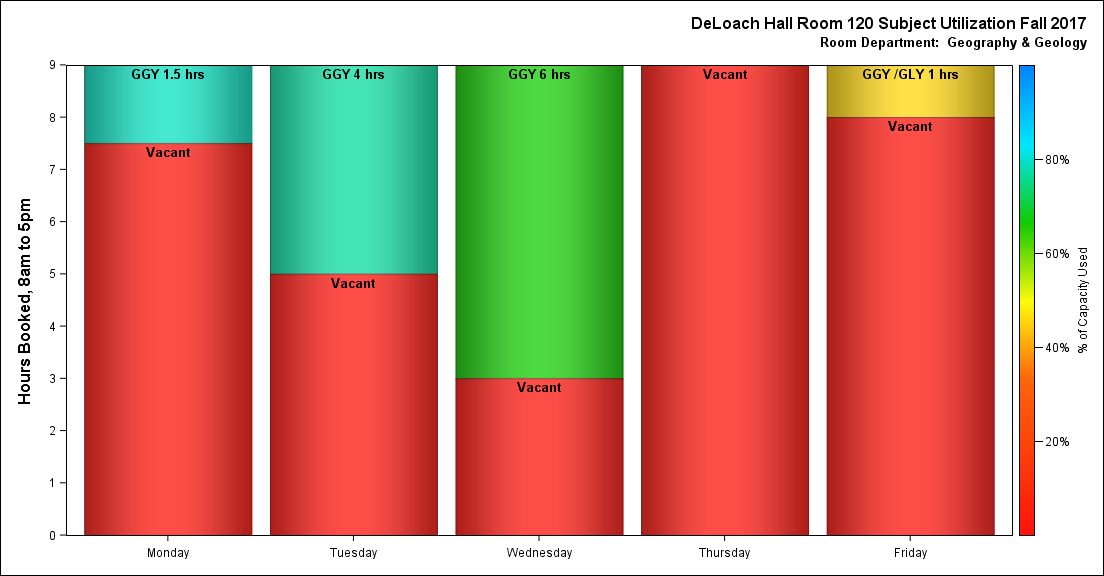 DeLoach Hall Room 120 Subject Utilization Fall 2017
Room Department:  Geography & Geology
Hours Booked, 8am to 5pm
9
8
7
6
5
4
3
2
1
0
GGY 1.5 hrs
Vacant
GGY 4 hrs
Vacant
GGY 6 hrs
Vacant
Vacant
GGY /GLY 1 hrs
Vacant
Monday
Tuesday
Wednesday
Thursday
Friday
80%
60%
40%
20%
% of Capacity Used